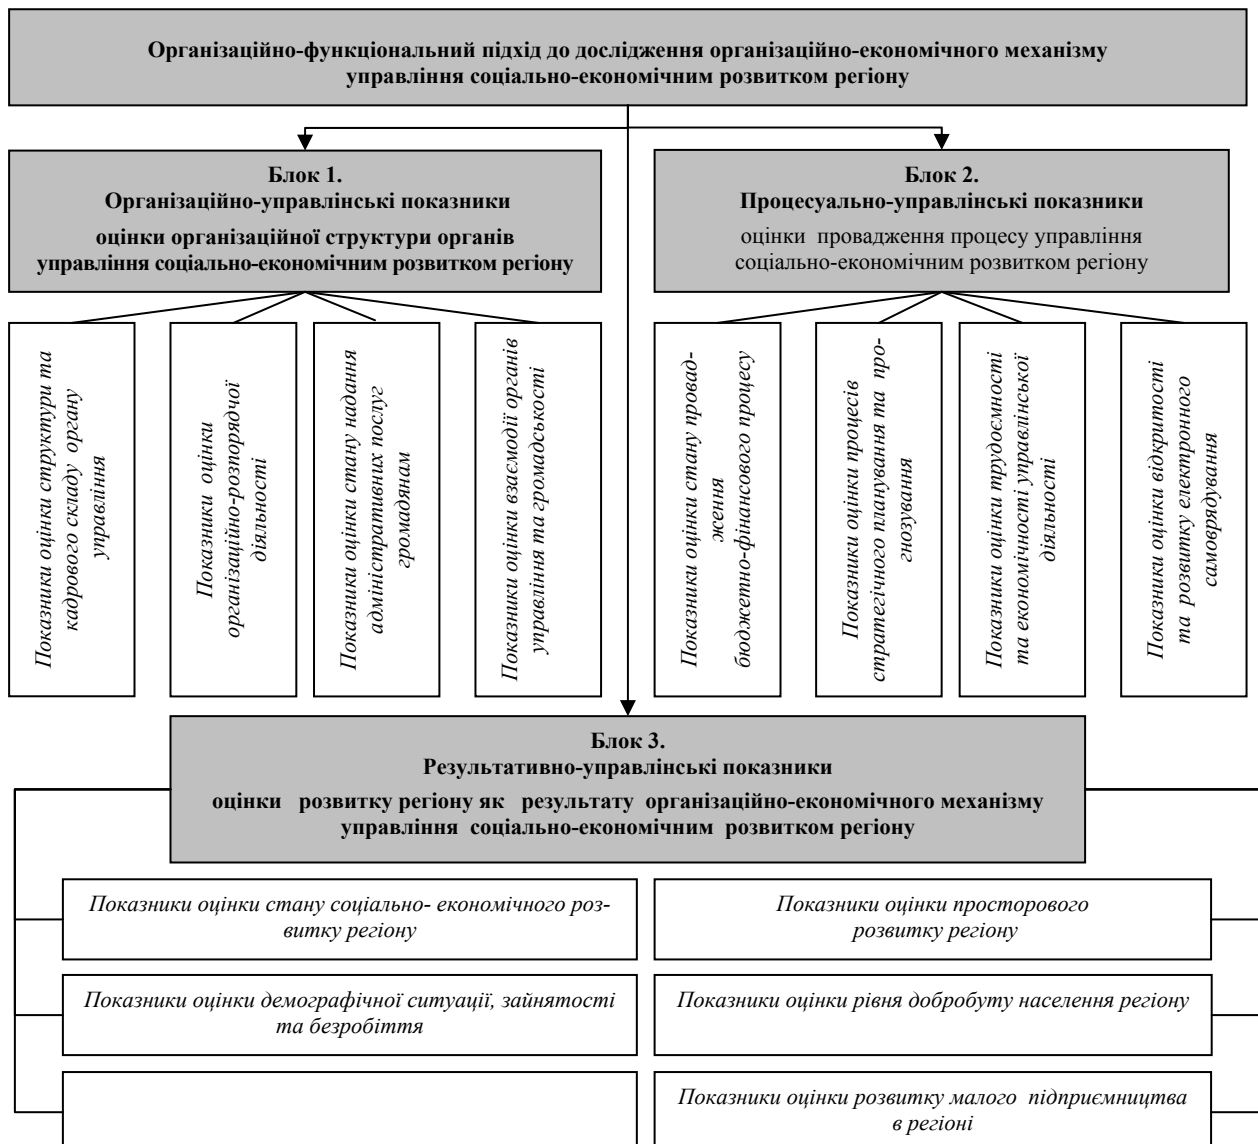 Організаційно-функціональний підхід до дослідження організаційно-економічного механізму
управління соціально-економічним розвитком регіону
Блок 1.
Організаційно-управлінські показники
оцінки організаційної структури органів
управління соціально-економічним розвитком регіону
Блок 2.
Процесуально-управлінські показники
оцінки провадження процесу управління
соціально-економічним розвитком регіону
Показники оцінки структури та
кадрового складу органу
управління
Показники оцінки
організаційно-розпорядчої
діяльності
Показники оцінки стану надання
адміністративних послуг
громадянам
Показники оцінки взаємодії органів
управління та громадськості
Показники оцінки стану провад-
ження
бюджетно-фінансового процесу
Показники оцінки процесів
стратегічного планування та про-
гнозування
Показники оцінки трудоємності
та економічності управлінської
діяльності
Показники оцінки відкритості
та розвитку електронного
самоврядування
Блок 3.
Результативно-управлінські показники
оцінки розвитку регіону як результату організаційно-економічного механізму
управління соціально-економічним розвитком регіону
Показники оцінки стану соціально- економічного роз-
витку регіону
Показники оцінки просторового
розвитку регіону
Показники оцінки демографічної ситуації, зайнятості
та безробіття
Показники оцінки рівня добробуту населення регіону
Показники оцінки розвитку малого підприємництва
в регіоні